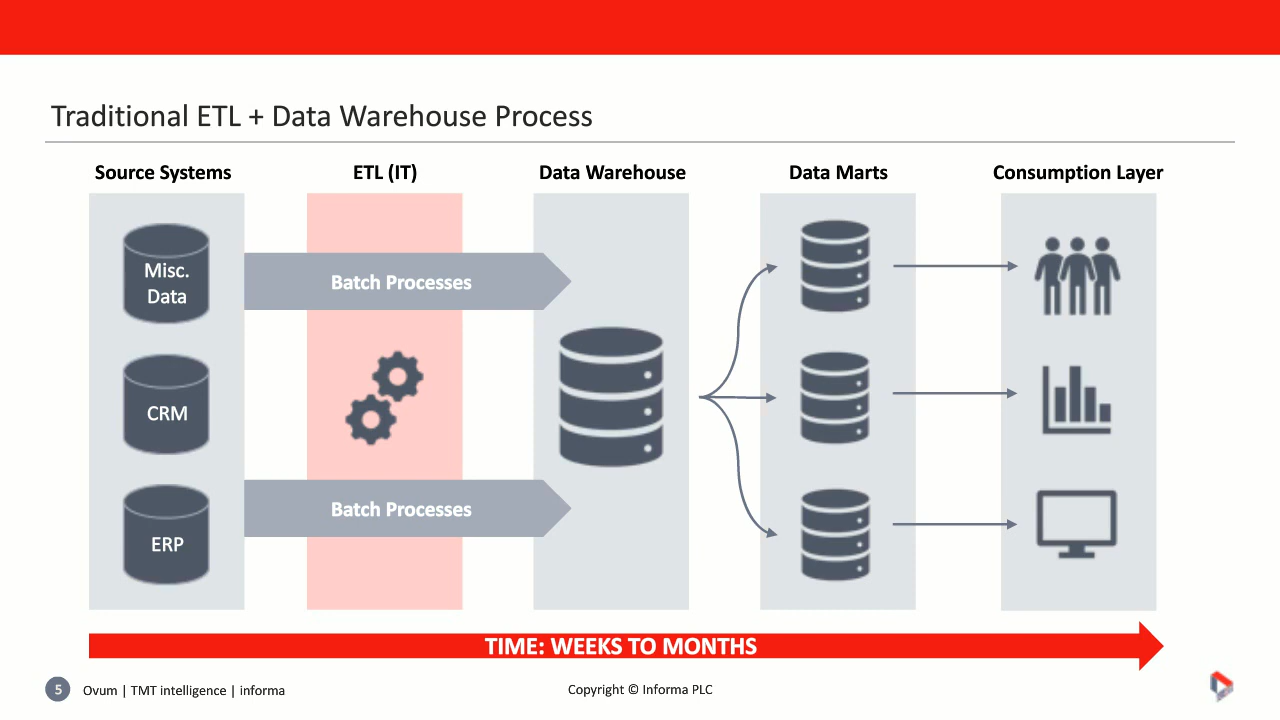 Traditional ETL + Data Warehouse Process
Source Systems
ETL (IT)
Data Warehouse
Data Marts
Consumption Layer
Misc.
Data
Batch Processes
CRM
Batch Processes
ERP
TIME: WEEKS TO MONTHS
5
Ovum | TMT intelligence | informa
Copyright © Informa PLC